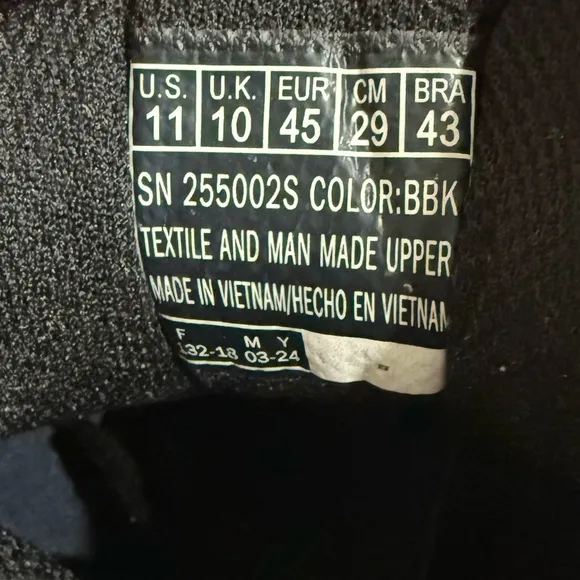 U.S. U.K. EUR CM BRA
11 10 45 29 43
SN 255002S COLOR:BBK
TEXTILE AND MAN MADE UPPER
MADE IN VIETNAM/HECHO EN VIETNAM
F M Y
32-18 03-24